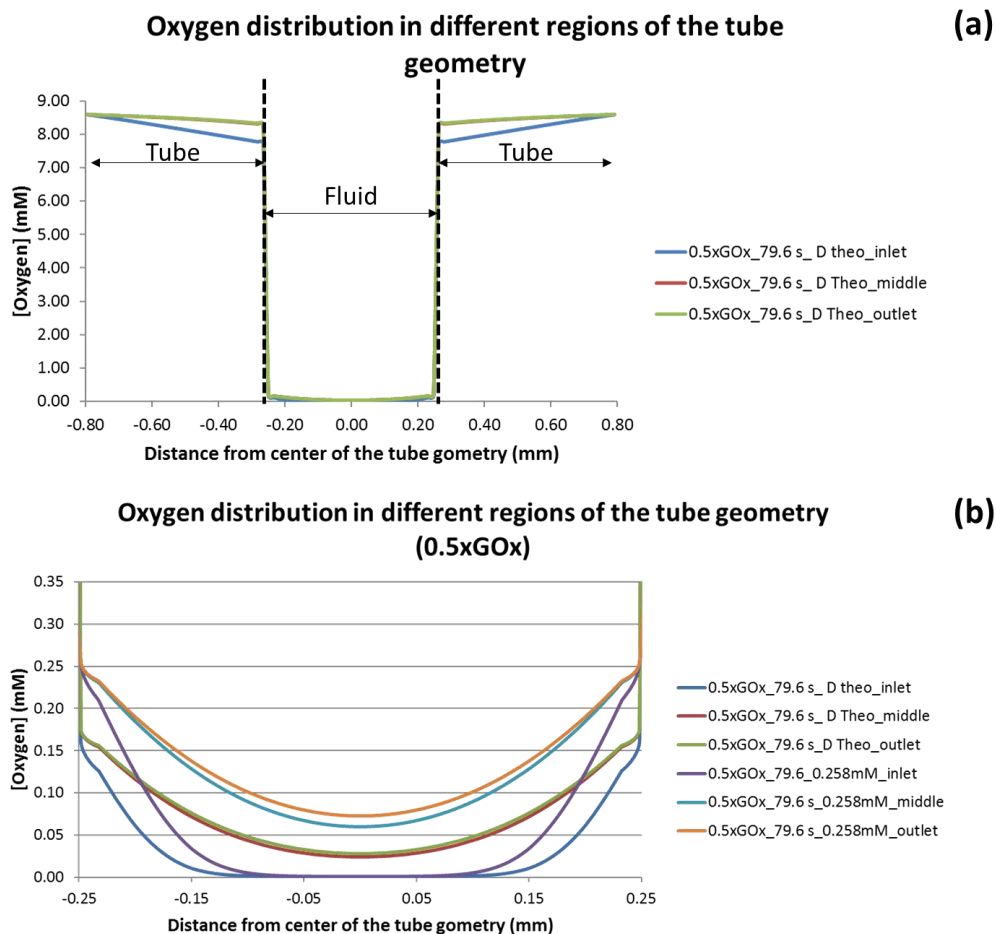 Oxygen distribution in different regions of the tube
geometry
(a)
[Oxygen] (mM)
9.00
8.00
7.00
6.00
5.00
4.00
3.00
2.00
1.00
0.00
Tube
Fluid
Tube
-0.80 -0.60 -0.40 -0.20 0.00 0.20 0.40 0.60 0.80
Distance from center of the tube gometry (mm)
0.5xGOx_79.6 s_ D theo_inlet
0.5xGOx_79.6 s_ D Theo_middle
0.5xGOx_79.6 s_D Theo_outlet
Oxygen distribution in different regions of the tube geometry
(0.5xGOx)
(b)
[Oxygen] (mM)
0.35
0.30
0.25
0.20
0.15
0.10
0.05
0.00
-0.25 -0.15 -0.05 0.05 0.15 0.25
Distance from center of the tube geometry (mm)
0.5xGOx_79.6 s_ D theo_inlet
0.5xGOx_79.6 s_ D Theo_middle
0.5xGOx_79.6 s_D Theo_outlet
0.5xGOx_79.6_0.258mM_inlet
0.5xGOx_79.6 s_0.258mM_middle
0.5xGOx_79.6 s_0.258mM_outlet